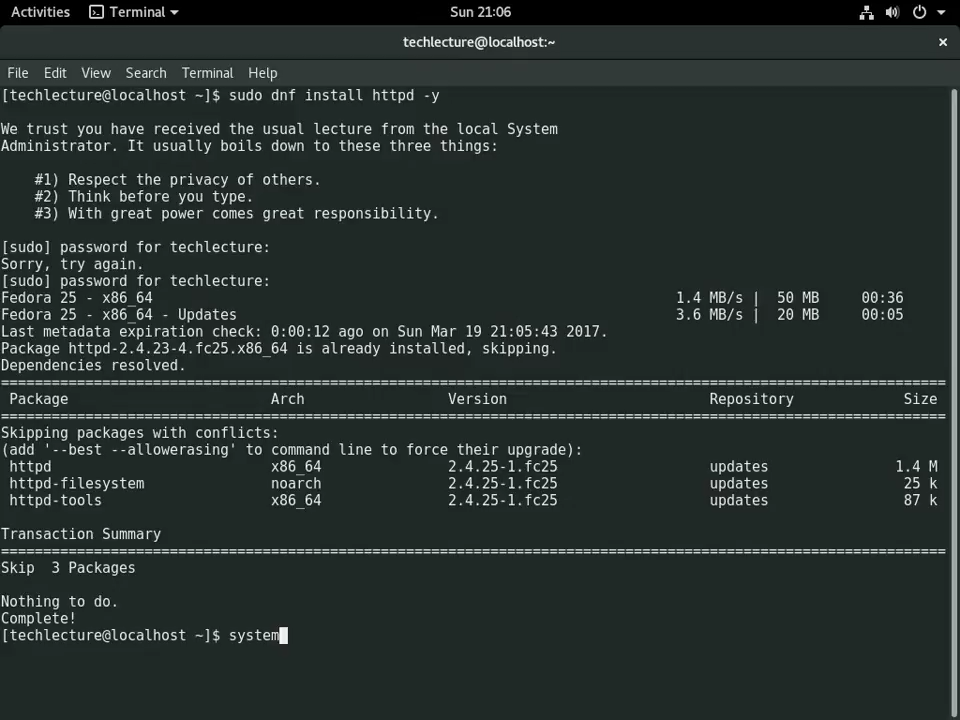 Activities Terminal Sun 21:06
techlecture@localhost:~
File Edit View Search Terminal Help
[techlecture@localhost ~]$ sudo dnf install httpd -y
We trust you have received the usual lecture from the local System
Administrator. It usually boils down to these three things:
#1) Respect the privacy of others.
#2) Think before you type.
#3) With great power comes great responsibility.
[sudo] password for techlecture:
Sorry, try again.
[sudo] password for techlecture:
Fedora 25 - x86_64 1.4 MB/s | 50 MB 00:36
Fedora 25 - x86_64 - Updates 3.6 MB/s | 20 MB 00:05
Last metadata expiration check: 0:00:12 ago on Sun Mar 19 21:05:43 2017.
Package httpd-2.4.23-4.fc25.x86_64 is already installed, skipping.
Dependencies resolved.
================================================================================================================
Package Arch Version Repository Size
================================================================================================================
Skipping packages with conflicts:
(add '--best --allowerasing' to command line to force their upgrade):
httpd x86_64 2.4.25-1.fc25 updates 1.4 M
httpd-filesystem noarch 2.4.25-1.fc25 updates 25 k
httpd-tools x86_64 2.4.25-1.fc25 updates 87 k
Transaction Summary
================================================================================================================
Skip 3 Packages
Nothing to do.
Complete!
[techlecture@localhost ~]$ system